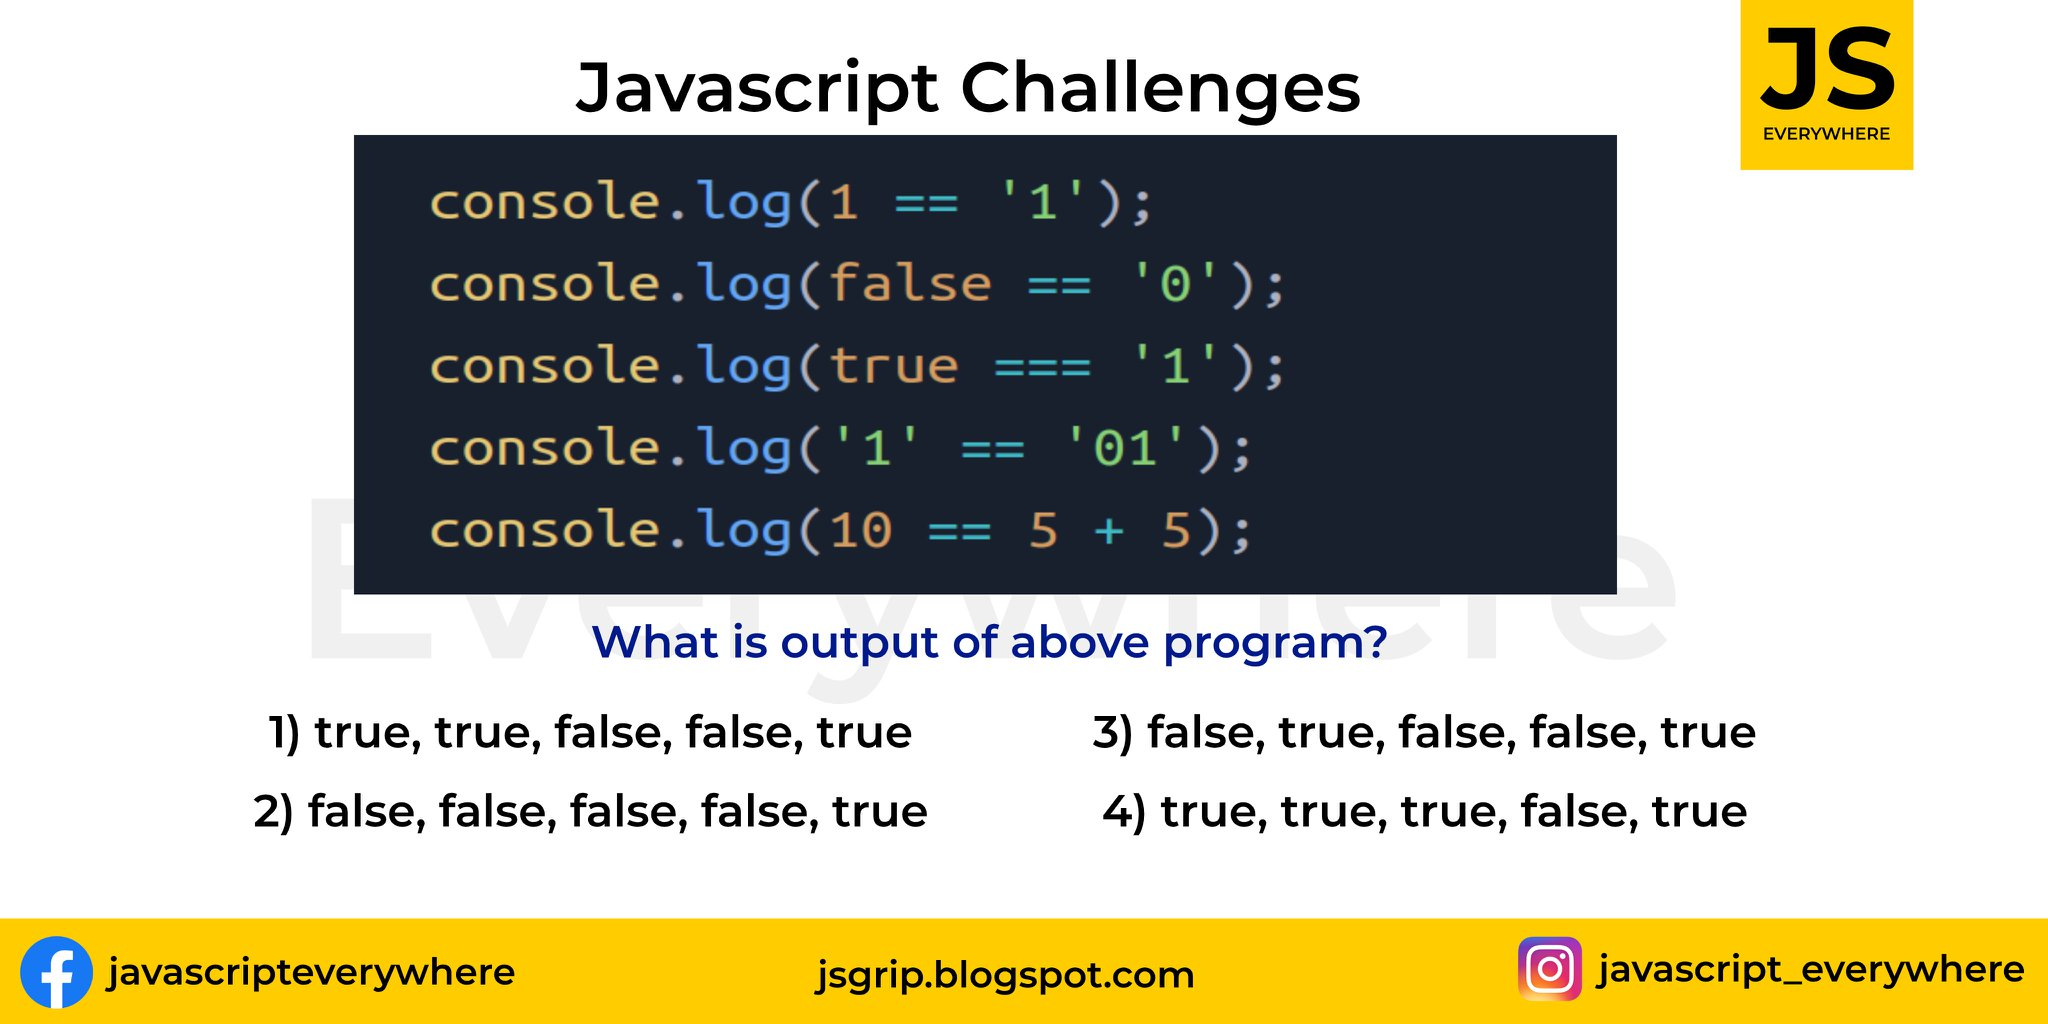 Javascript Challenges
JS
EVERYWHERE
console.log(1 == '1');
console.log(false == '0');
console.log(true === '1');
console.log('1' == '01');
console.log(10 == 5 + 5);
Everywhere
What is output of above program?
1) true, true, false, false, true
2) false, false, false, false, true
3) false, true, false, false, true
4) true, true, true, false, true
javascripteverywhere
jsgrip.blogspot.com
javascript_everywhere